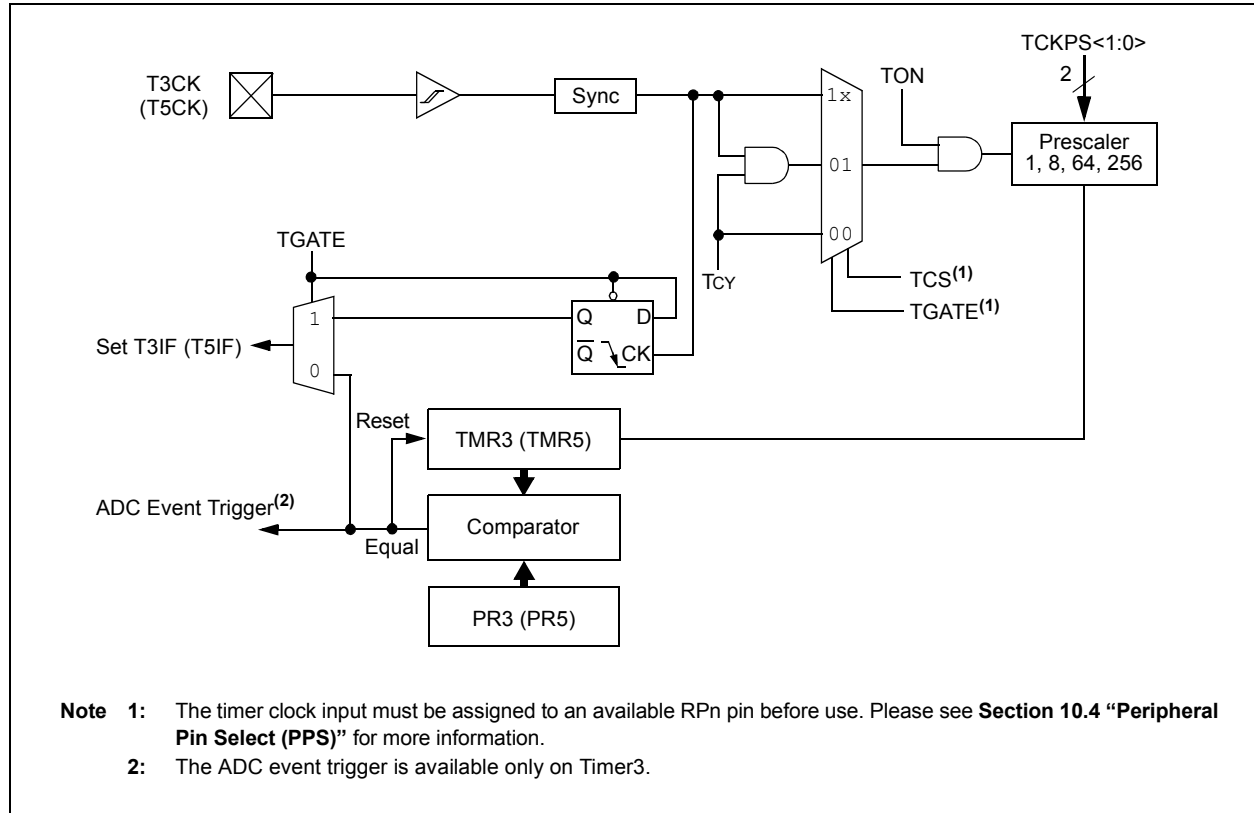 TCKPS<1:0>
2
TON
T3CK
(T5CK)
Sync
1x
Prescaler
1, 8, 64, 256
01
00
TGATE
TCY
TCS(1)
TGATE(1)
1
Q
D
Set T3IF (T5IF)
Q
CK
0
Reset
TMR3 (TMR5)
ADC Event Trigger(2)
Comparator
Equal
PR3 (PR5)
Note 1: The timer clock input must be assigned to an available RPn pin before use. Please see Section 10.4 “Peripheral
Pin Select (PPS)” for more information.
2: The ADC event trigger is available only on Timer3.